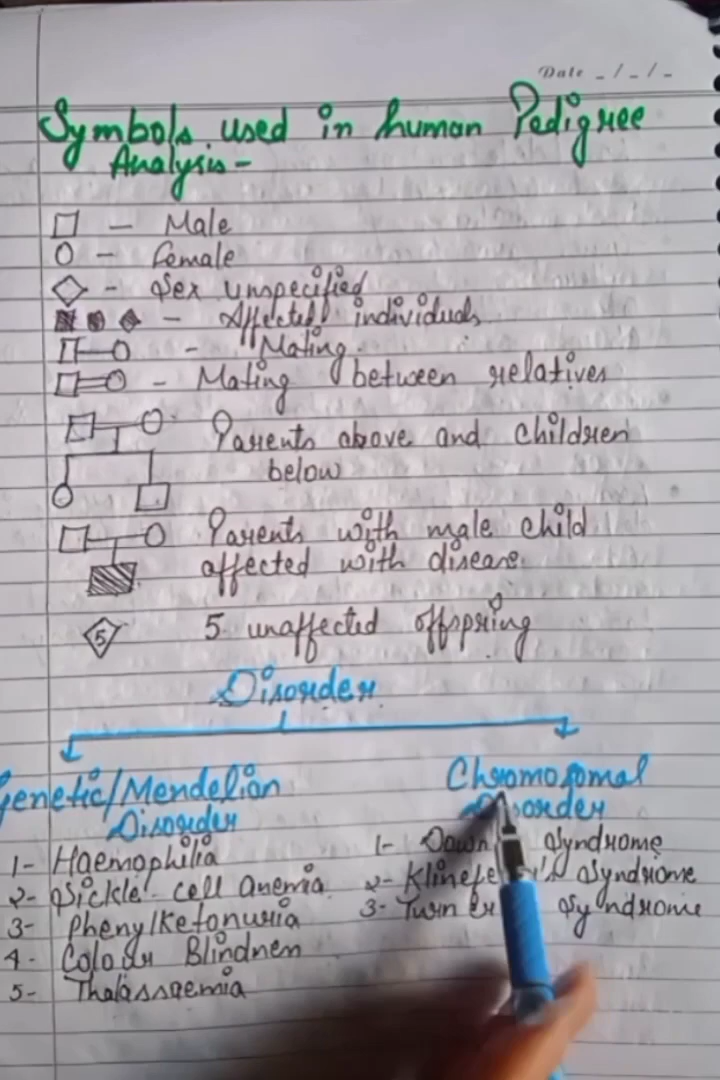 Date _/_/_
Symbols used in human Pedigree
Analysis -
- Male
- female
- Sex unspecified
- Affected individuals
- Mating
- Mating between relatives
Parents above and children
below
Parents with male child
affected with disease.
5 5 unaffected offspring
Disorder
Genetic/Mendelian
Disorder
1- Haemophilia
2- Sickle-cell anemia
3- Phenylketonuria
4- Colour Blindness
5- Thalassaemia
Chromosomal
Disorder
1- Down Syndrome
2- Syndrome
3- Turner Syndrome